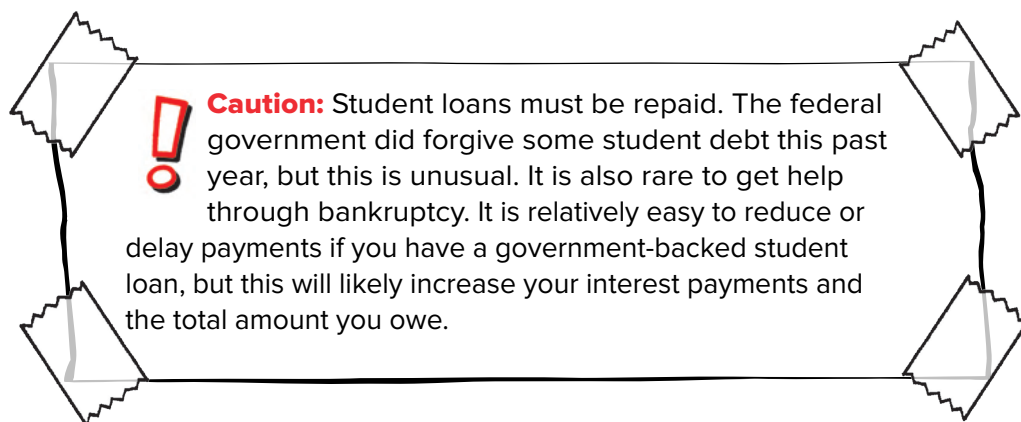 Caution: Student loans must be repaid. The federal
government did forgive some student debt this past
year, but this is unusual. It is also rare to get help
through bankruptcy. It is relatively easy to reduce or
delay payments if you have a government-backed student
loan, but this will likely increase your interest payments and
the total amount you owe.